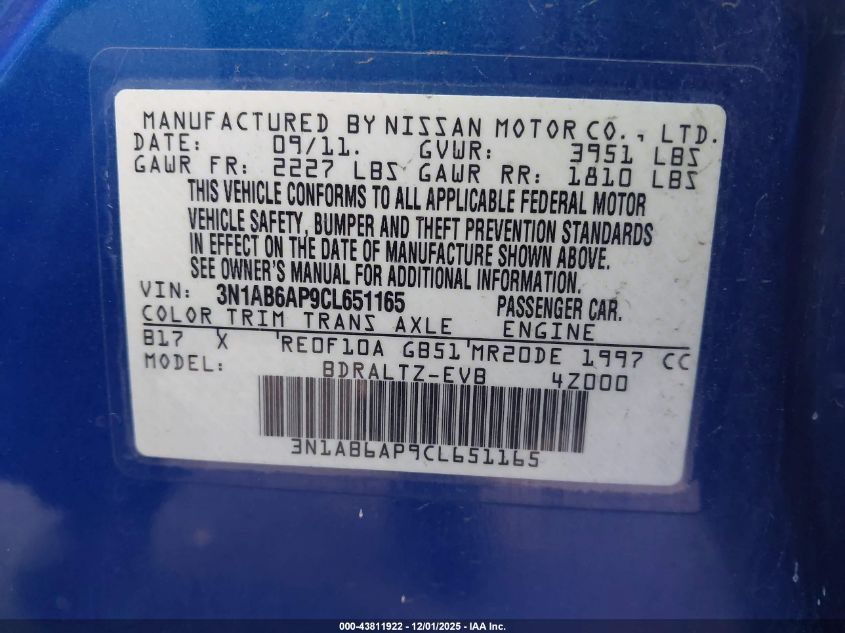 MANUFACTURED BY NISSAN MOTOR CO., LTD.
DATE: 09/11. GVWR: 3951 LBS
GAWR FR: 2227 LBS GAWR RR: 1810 LBS
THIS VEHICLE CONFORMS TO ALL APPLICABLE FEDERAL MOTOR
VEHICLE SAFETY, BUMPER AND THEFT PREVENTION STANDARDS
IN EFFECT ON THE DATE OF MANUFACTURE SHOWN ABOVE.
SEE OWNER'S MANUAL FOR ADDITIONAL INFORMATION.
VIN: 3N1AB6AP9CL651165 PASSENGER CAR.
COLOR TRIM TRANS AXLE ENGINE
B17 X RE0F10A GB51 MR20DE 1997 CC
MODEL: BDRALTZ-EVB 4Z000
3N1AB6AP9CL651165
000-43811922 - 12/01/2025 - IAA Inc.